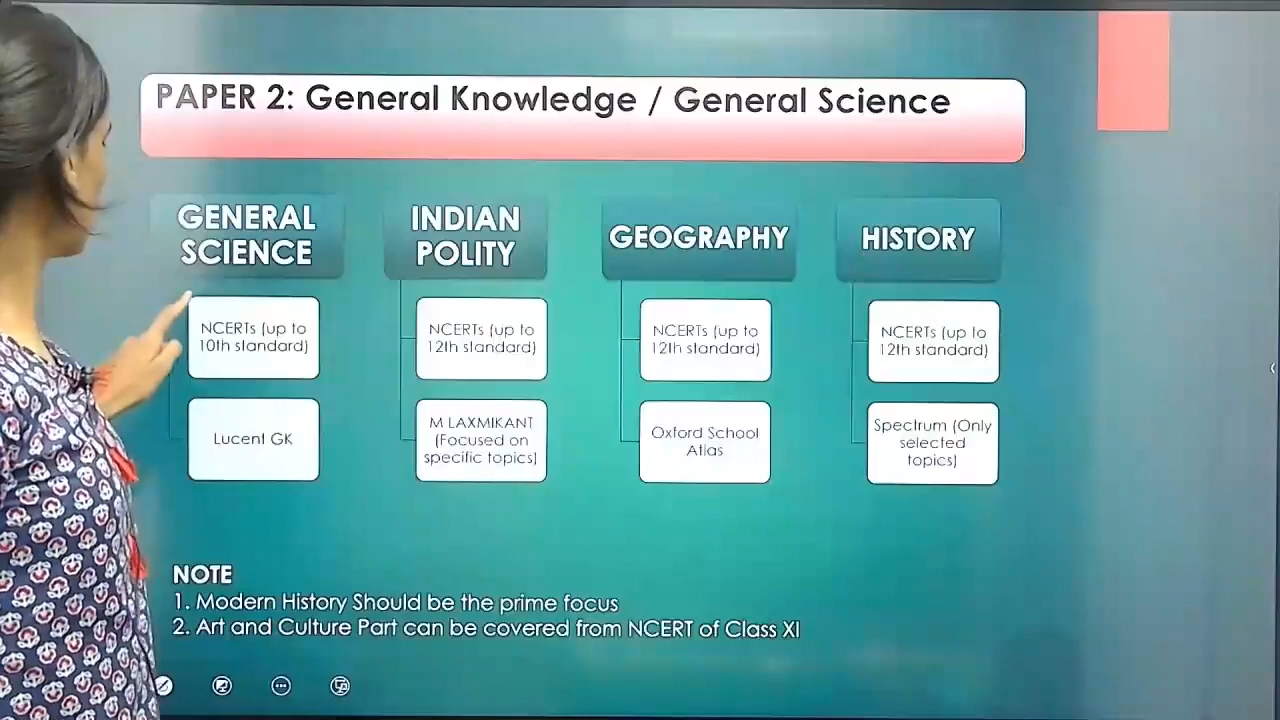 PAPER 2: General Knowledge / General Science
GENERAL
SCIENCE
NCERTs (up to
10th standard)
Lucent GK
INDIAN
POLITY
NCERTs (up to
12th standard)
M LAXMIKANT
(Focused on
specific topics)
GEOGRAPHY
NCERTs (up to
12th standard)
Oxford School
Atlas
HISTORY
NCERTs (up to
12th standard)
Spectrum (Only
selected
topics)
NOTE
1. Modern History Should be the prime focus
2. Art and Culture Part can be covered from NCERT of Class XI